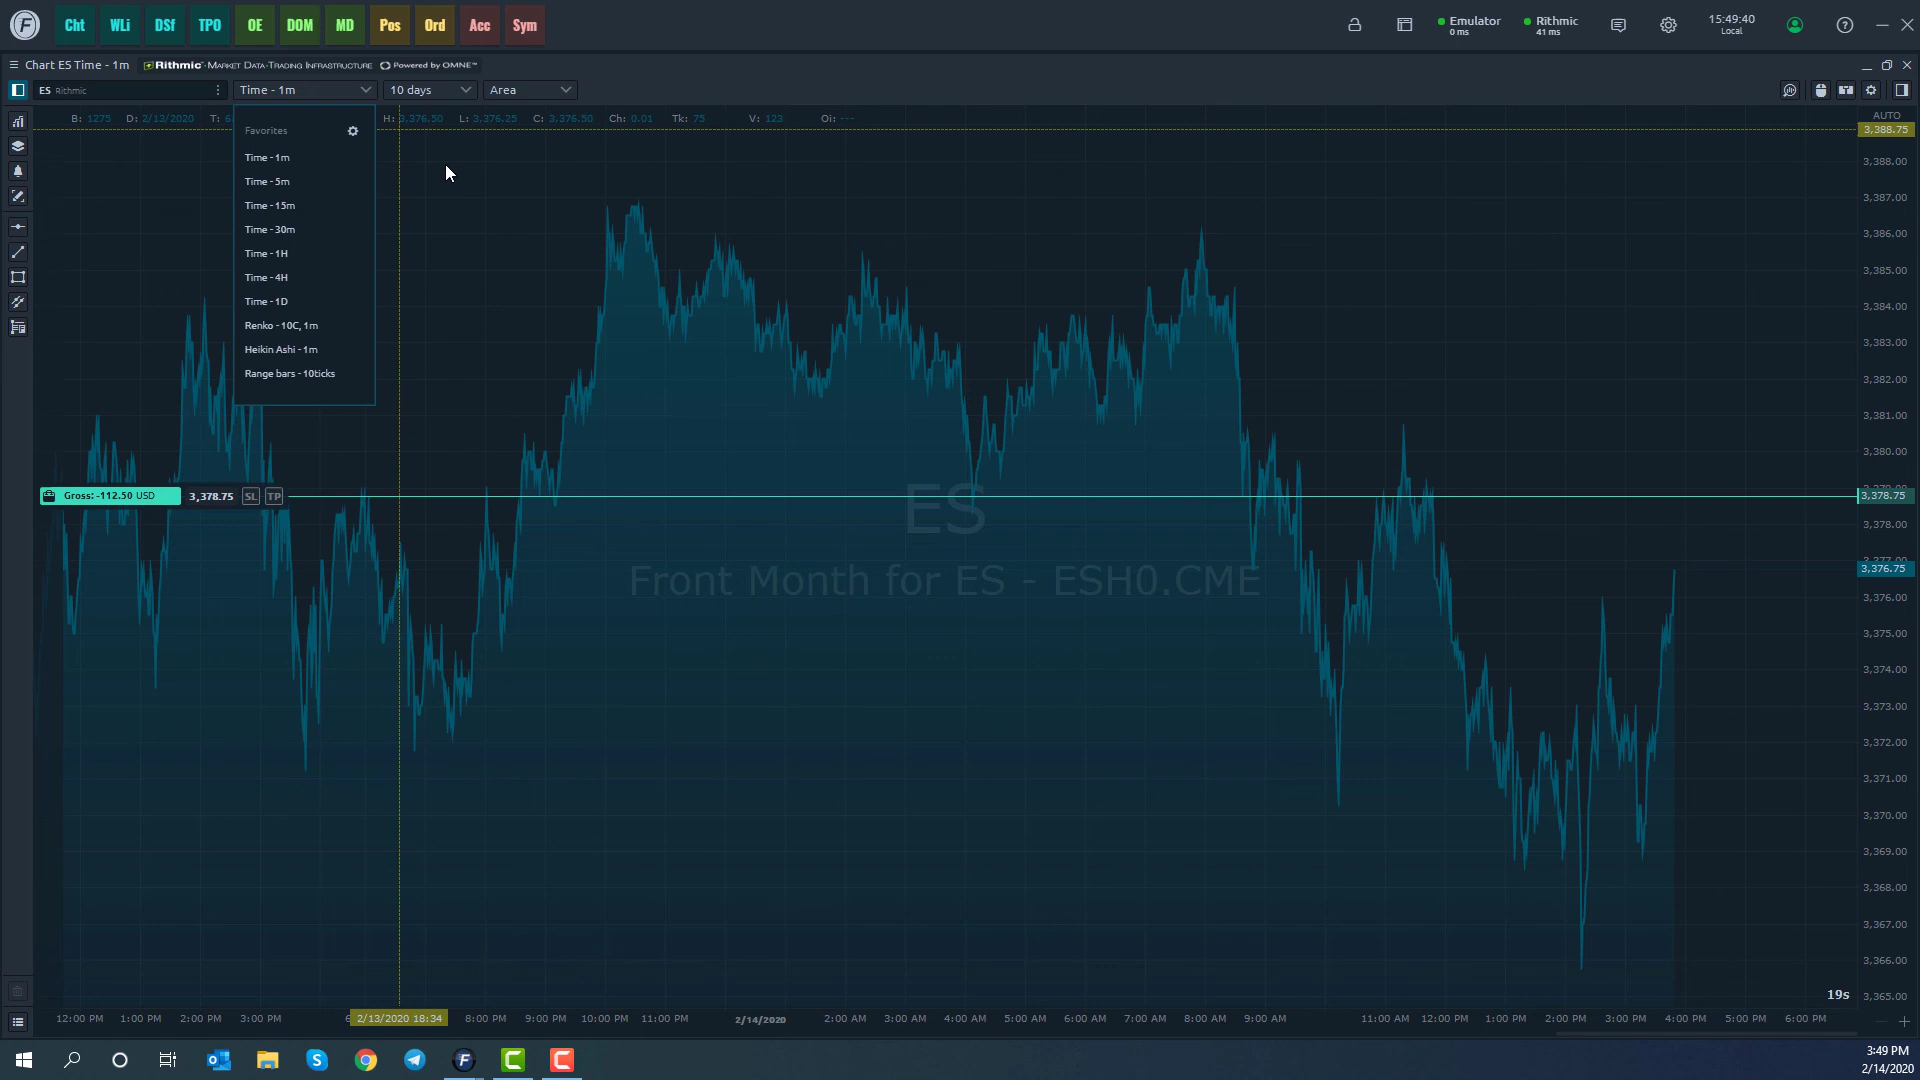 F Cht WLi DSf TPO OE DOM MD Pos Ord Acc Sym
Emulator
0 ms
Rithmic
41 ms
15:49:40
Local
Chart ES Time - 1m
Rithmic - MARKET DATA-TRADING INFRASTRUCTURE
Powered by OMNE™
ES Rithmic
Time - 1m
10 days
Area
B: 1275 D: 2/13/2020 T: 6 H: 3,376.50 L: 3,376.25 C: 3,376.50 Ch: 0.01 Tk: 75 V: 123 Oi: ---
Favorites
Time - 1m
Time - 5m
Time - 15m
Time - 30m
Time - 1H
Time - 4H
Time - 1D
Renko - 10C, 1m
Heikin Ashi - 1m
Range bars - 10ticks
AUTO
3,388.75
3,388.00
3,387.00
3,386.00
3,385.00
3,384.00
3,383.00
3,382.00
3,381.00
3,380.00
3,378.75
3,378.00
3,376.75
3,376.00
3,375.00
3,374.00
3,373.00
3,372.00
3,371.00
3,370.00
3,369.00
3,368.00
3,367.00
3,366.00
3,365.00
Gross: -112.50 USD 3,378.75 SL TP
ES
Front Month for ES - ESH0.CME
19s
12:00 PM 1:00 PM 2:00 PM 3:00 PM 6 2/13/2020 18:34 8:00 PM 9:00 PM 10:00 PM 11:00 PM 2/14/2020 2:00 AM 3:00 AM 4:00 AM 5:00 AM 6:00 AM 7:00 AM 8:00 AM 9:00 AM 11:00 AM 12:00 PM 1:00 PM 2:00 PM 3:00 PM 4:00 PM 5:00 PM 6:00 PM
3:49 PM
2/14/2020